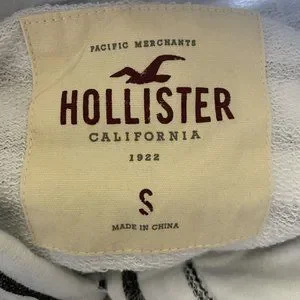 PACIFIC MERCHANTS
HOLLISTER
CALIFORNIA
1922
S
MADE IN CHINA